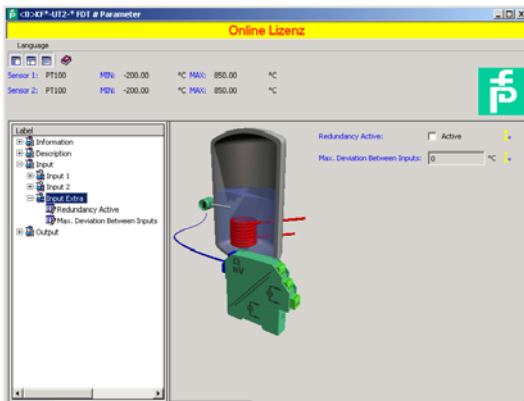 <0>KF**-UT2-* FDT # Parameter
Online Lizenz
Language
Sensor 1: PT100 MIN: -200.00 °C MAX: 850.00 °C
Sensor 2: PT100 MIN: -200.00 °C MAX: 850.00 °C
Label
Information
Description
Input
Input 1
Input 2
Input Extra
Redundancy Active
Max. Deviation Between Inputs
Output
Redundancy Active: Active
Max. Deviation Between Inputs: 0 °C
Ω
mV